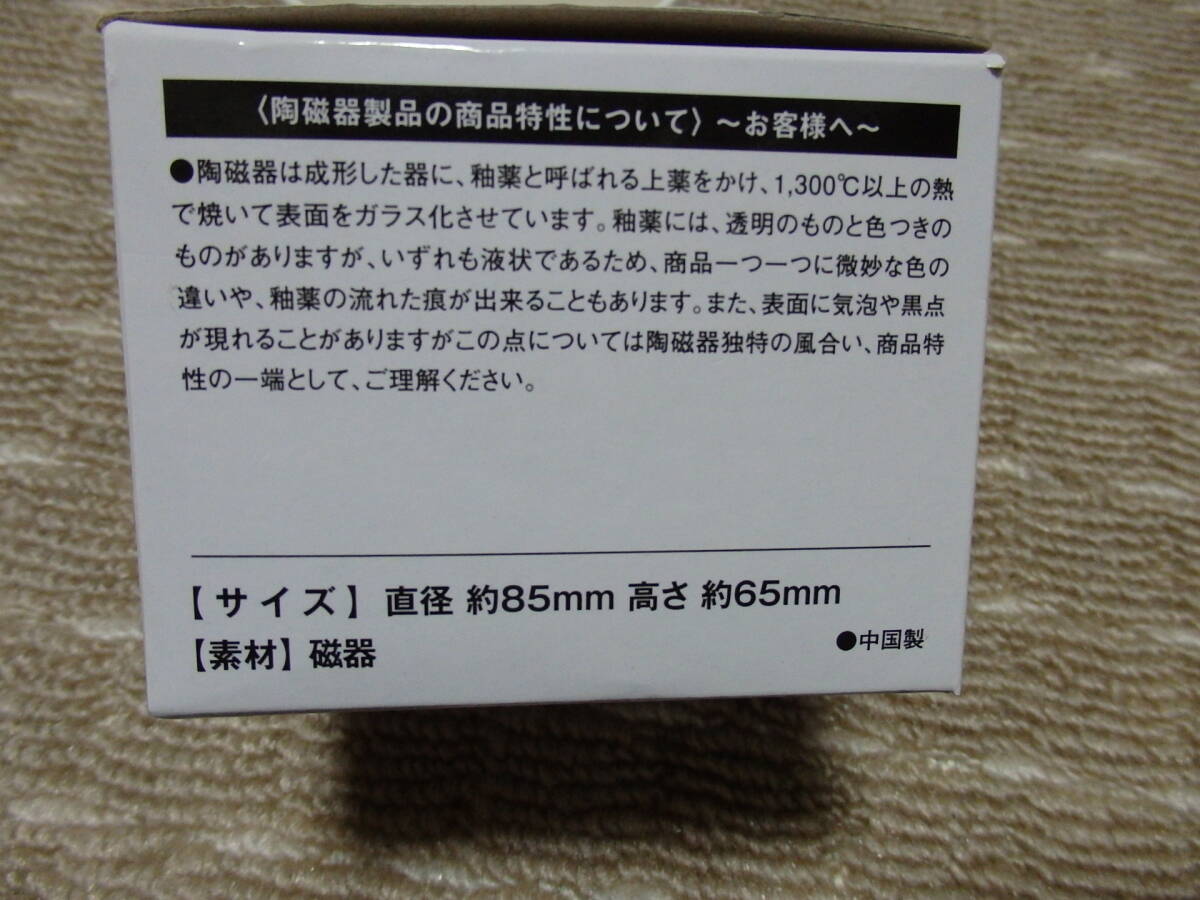 〈陶磁器製品の商品特性について〉〜お客様へ〜
●陶磁器は成形した器に、釉薬と呼ばれる上薬をかけ、1,300℃以上の熱
で焼いて表面をガラス化させています。釉薬には、透明のものと色つきの
ものがありますが、いずれも液状であるため、商品一つ一つに微妙な色の
違いや、釉薬の流れた痕が出来ることもあります。また、表面に気泡や黒点
が現れることがありますがこの点については陶磁器独特の風合い、商品特
性の一端として、ご理解ください。
【サイズ】直径 約85mm 高さ 約65mm
【素材】磁器
●中国製